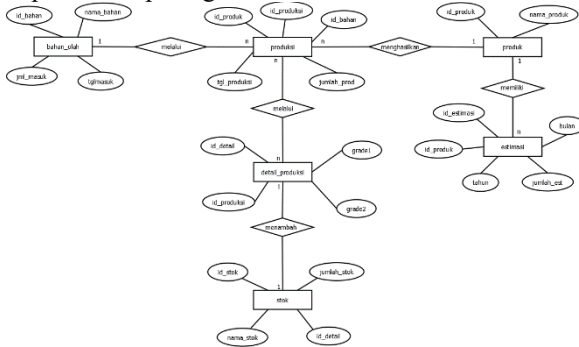 id_bahan
nama_bahan
bahan_olah
jml_masuk
tglmasuk
1
melalui
n
id_produk
id_produksi
id_bahan
produksi
tgl_produksi
jumlah_prod
n
menghasilkan
1
id_produk
nama_produk
produk
1
memiliki
n
id_estimasi
bulan
id_produk
estimasi
tahun
jumlah_est
n
melalui
n
id_detail
grade1
detail_produksi
id_produksi
grade2
1
menambah
1
id_stok
jumlah_stok
stok
nama_stok
id_detail